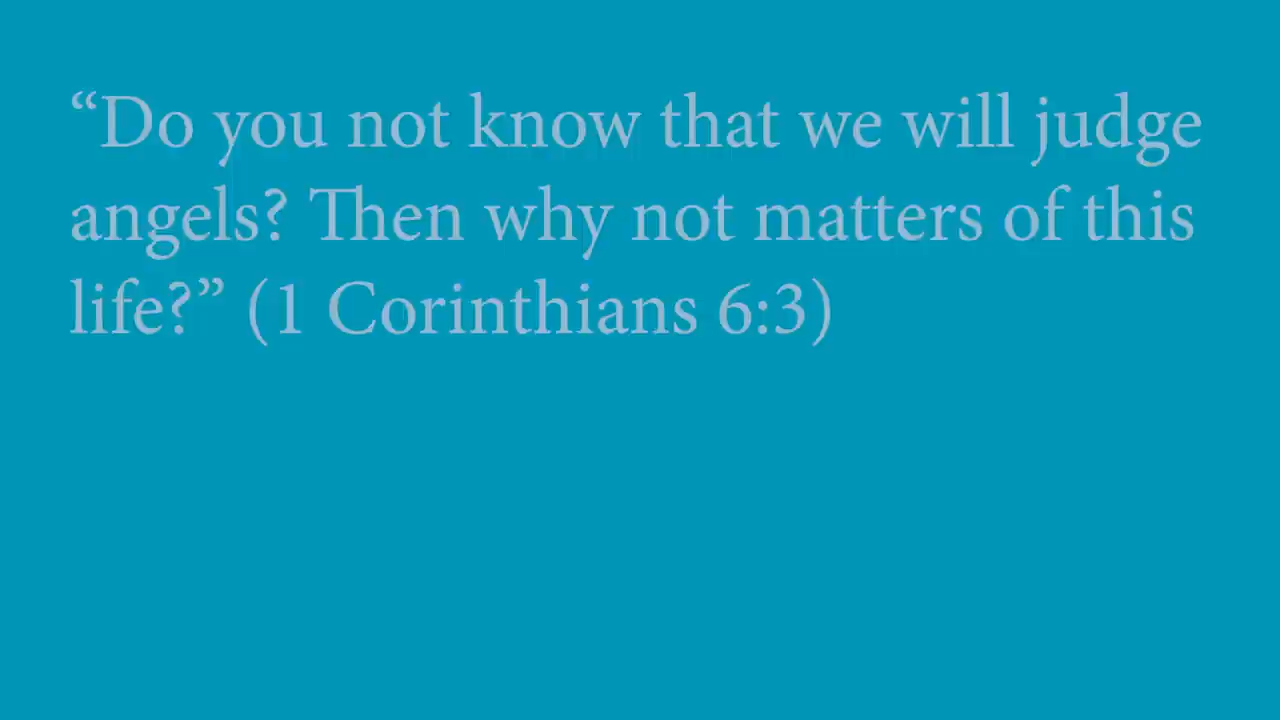 “Do you not know that we will judge
angels? Then why not matters of this
life?” (1 Corinthians 6:3)